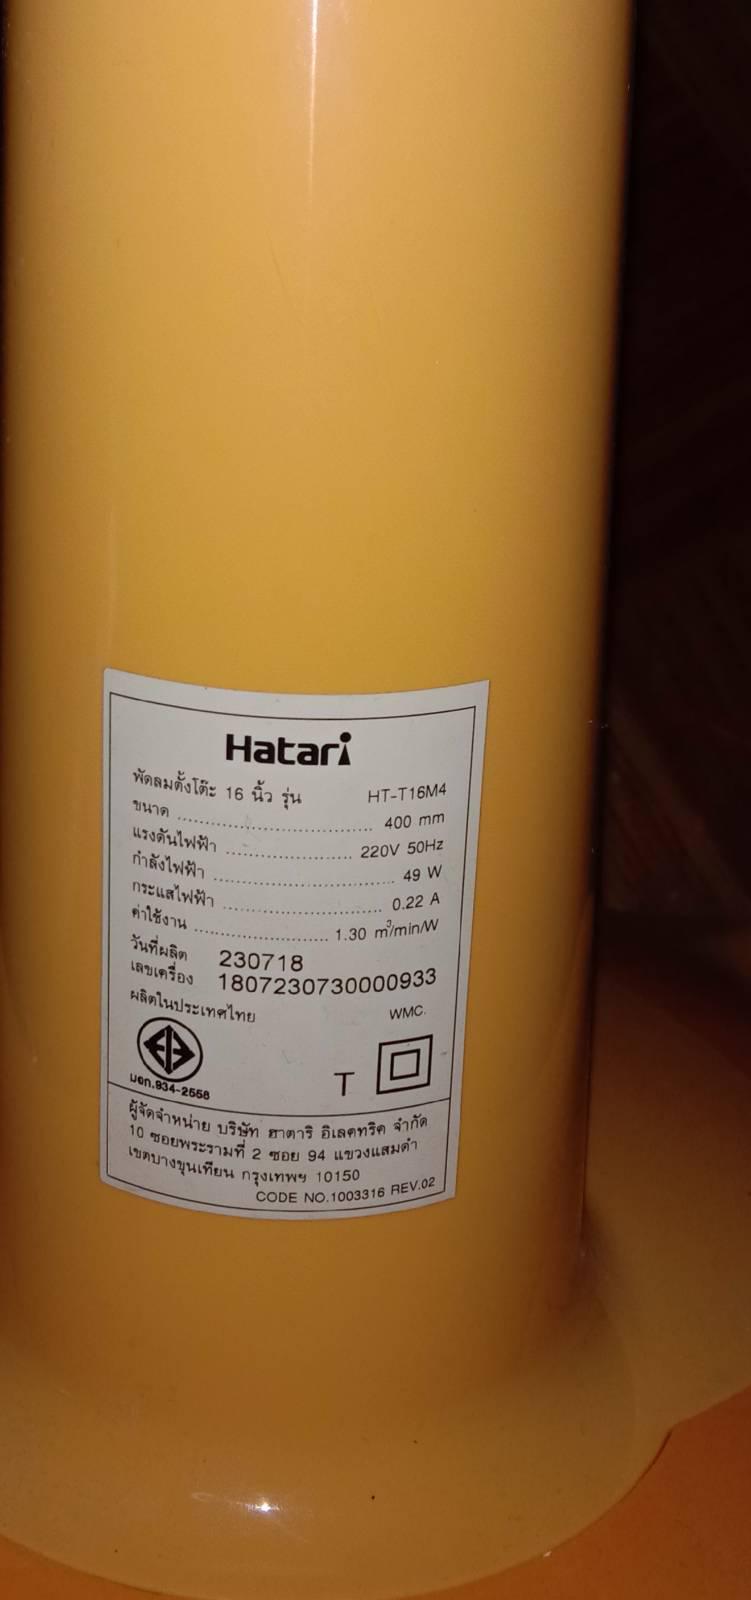 Hatari
พัดลมตั้งโต๊ะ 16 นิ้ว รุ่น HT-T16M4
ขนาด ............................................ 400 mm
แรงดันไฟฟ้า ............................ 220V 50Hz
กำลังไฟฟ้า ........................................ 49 W
กระแสไฟฟ้า .................................... 0.22 A
ค่าใช้งาน .............................. 1.30 m³/min/W
วันที่ผลิต 230718
เลขเครื่อง 1807230730000933
ผลิตในประเทศไทย WMC.
มอก.934-2558
T
ผู้จัดจำหน่าย บริษัท ฮาตาริ อิเลคทริค จำกัด
10 ซอยพระรามที่ 2 ซอย 94 แขวงแสมดำ
เขตบางขุนเทียน กรุงเทพฯ 10150
CODE NO.1003316 REV.02